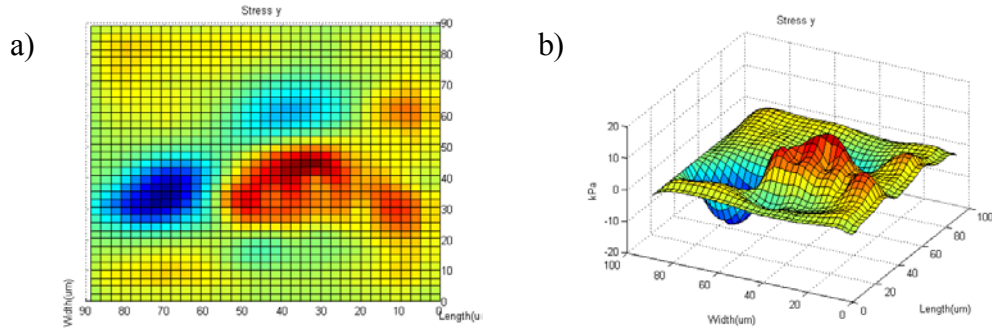 a)
Stress y
90
80
70
60
50
40
30
20
10
0
Width(um)
90 80 70 60 50 40 30 20 10 0
Length(u
b)
Stress y
20
10
0
-10
-20
kPa
100 80 60 40 20 0
Width(um)
0 20 40 60 80 100
Length(um)